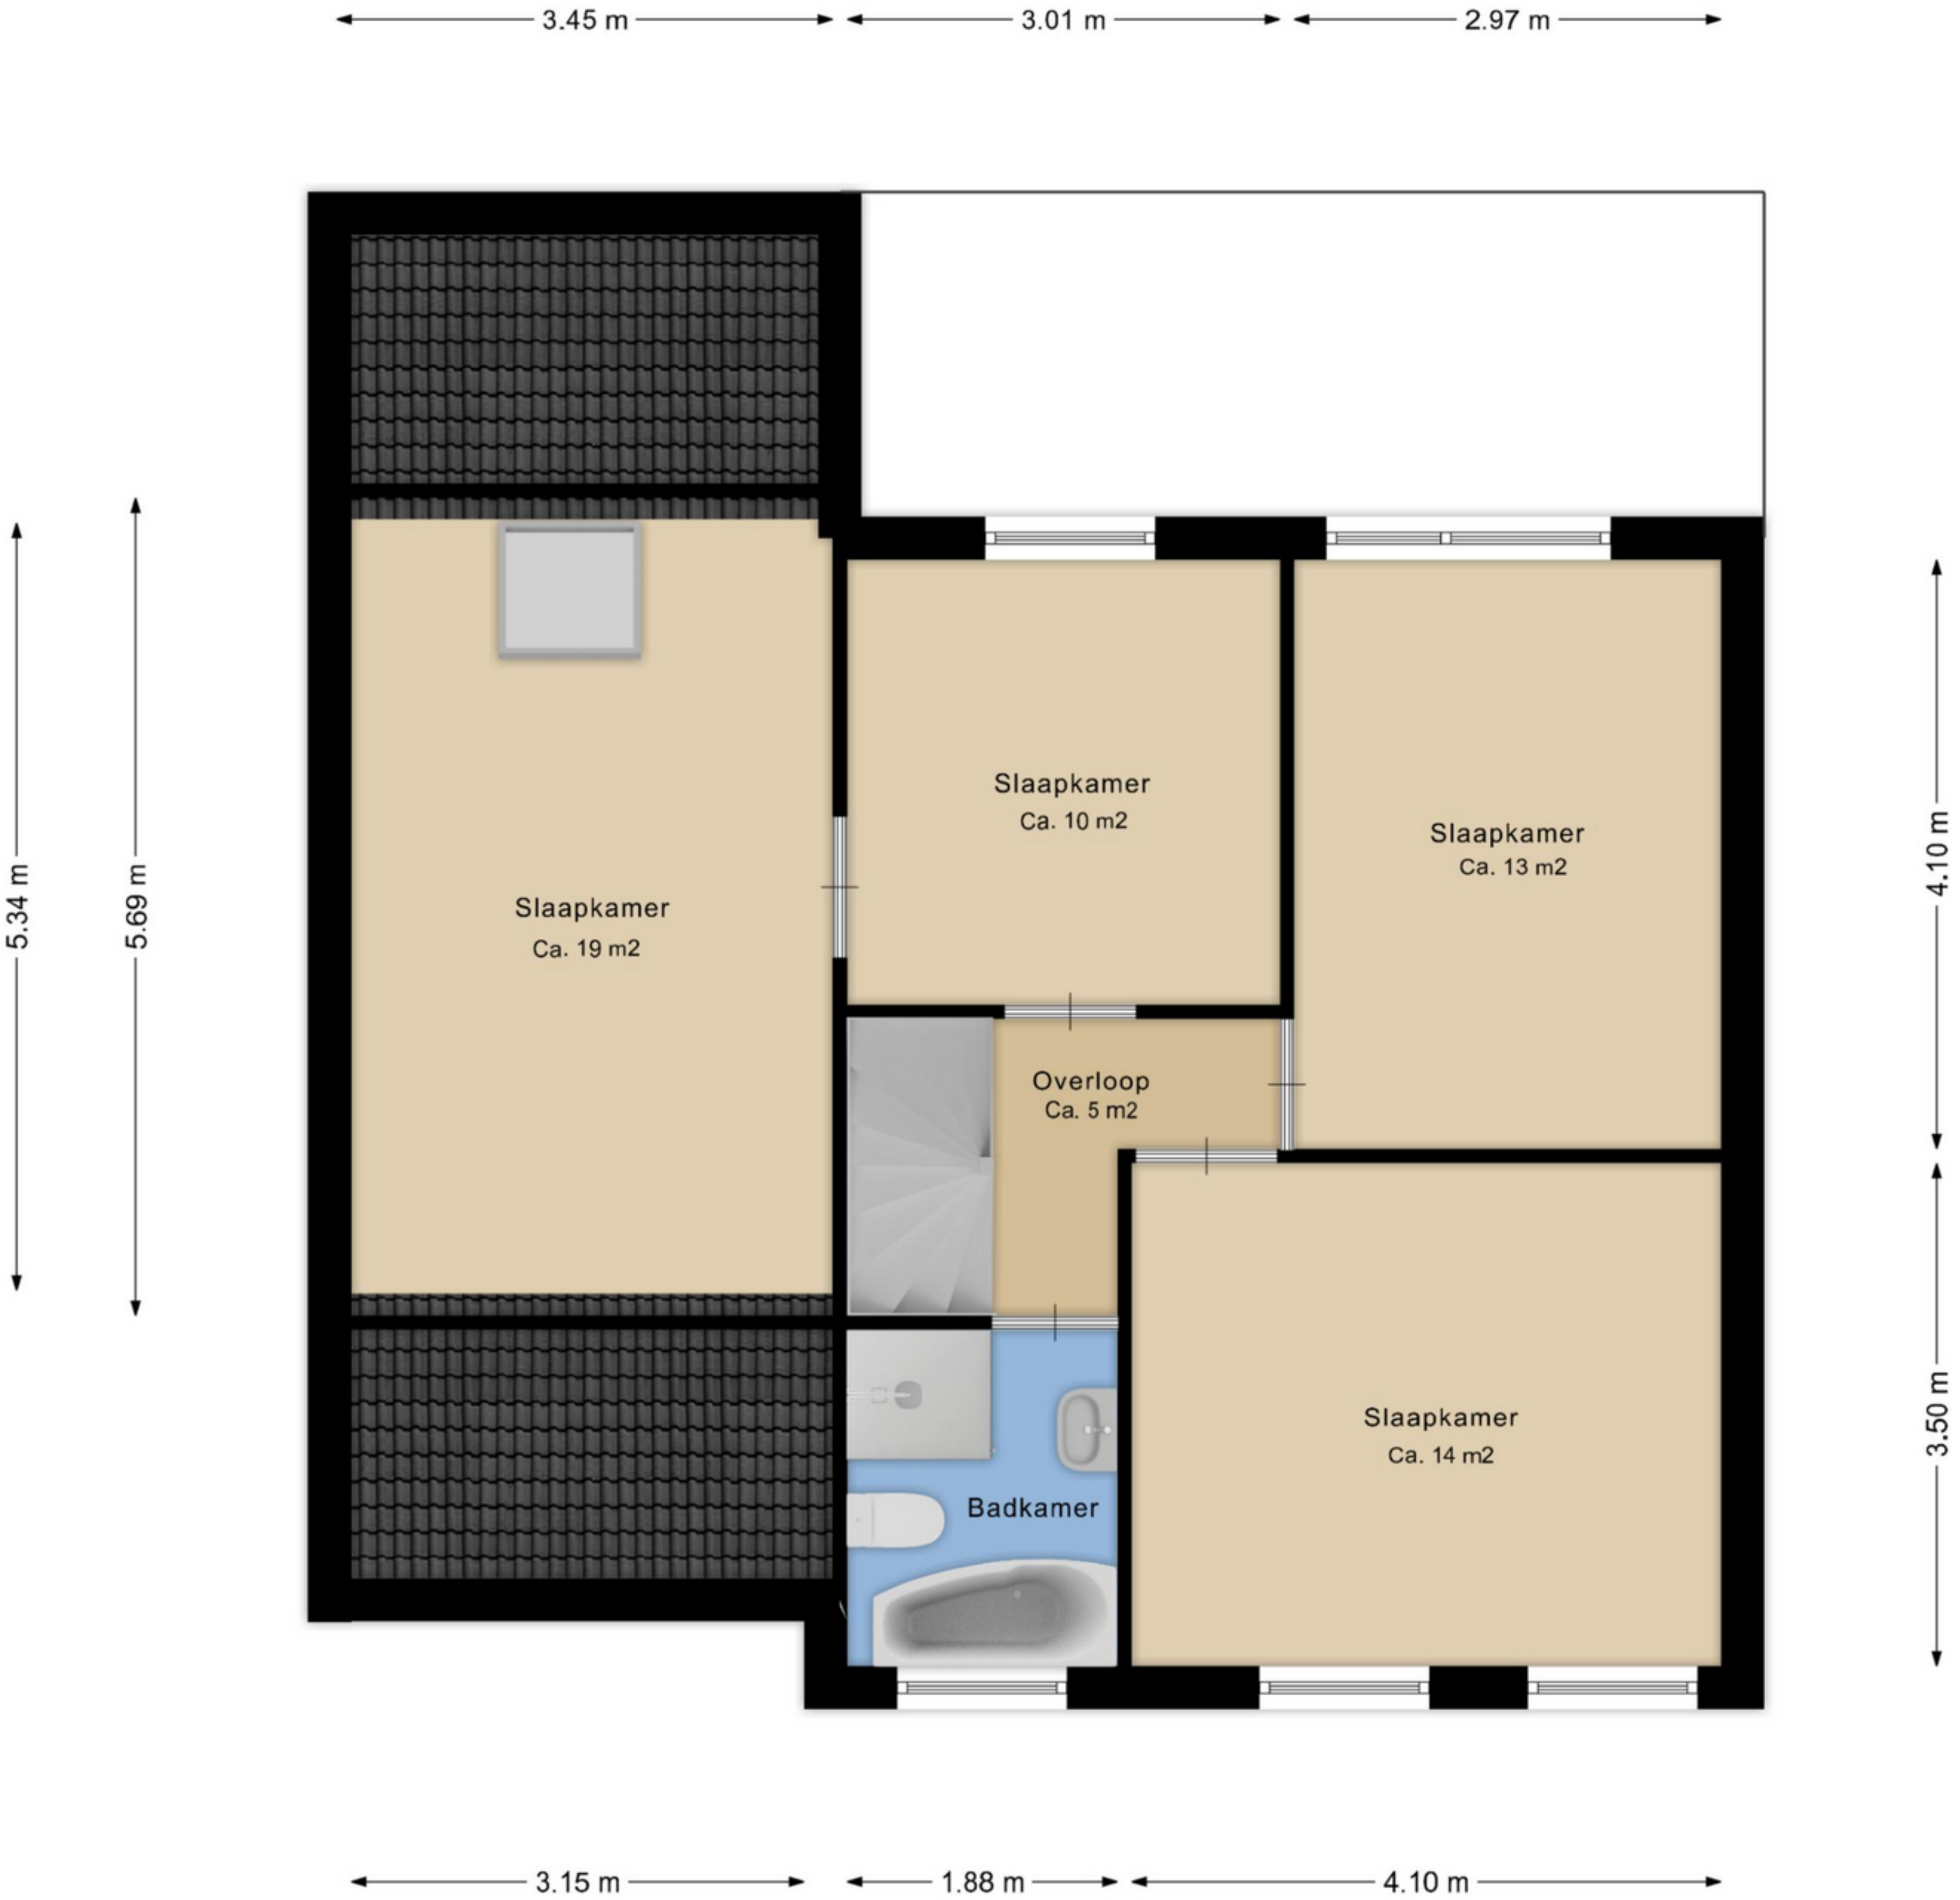 3.45 m
3.01 m
2.97 m
Slaapkamer
Ca. 10 m2
Slaapkamer
Ca. 13 m2
4.10 m
5.34 m
5.69 m
Slaapkamer
Ca. 19 m2
Overloop
Ca. 5 m2
Slaapkamer
Ca. 14 m2
3.50 m
Badkamer
3.15 m
1.88 m
4.10 m